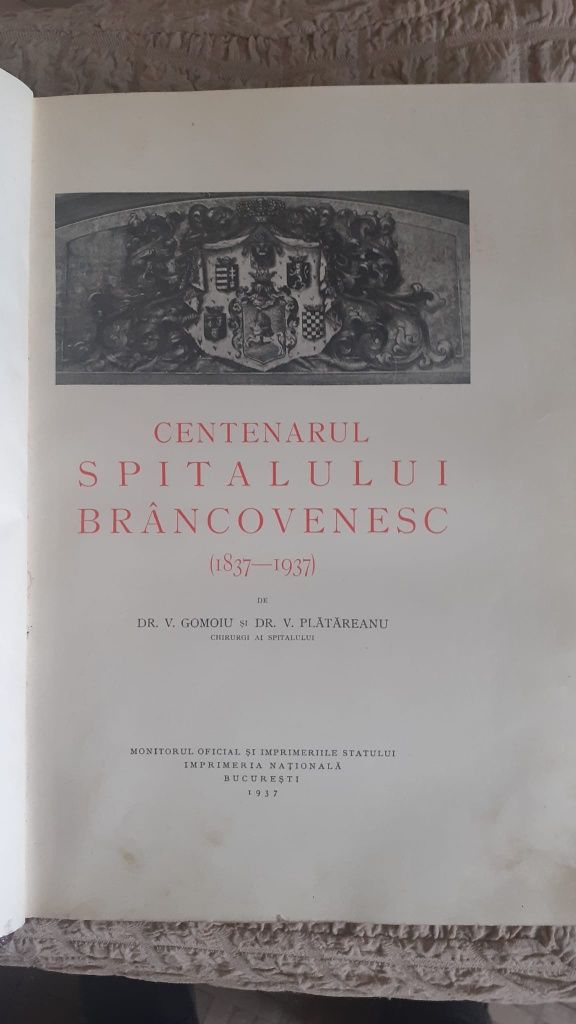 CENTENARUL
SPITALULUI
BRÂNCOVENESC
(1837—1937)
DE
DR. V. GOMOIU ȘI DR. V. PLĂTĂREANU
CHIRURGI AI SPITALULUI
MONITORUL OFICIAL ȘI IMPRIMERIILE STATULUI
IMPRIMERIA NAȚIONALĂ
BUCUREȘTI
1937